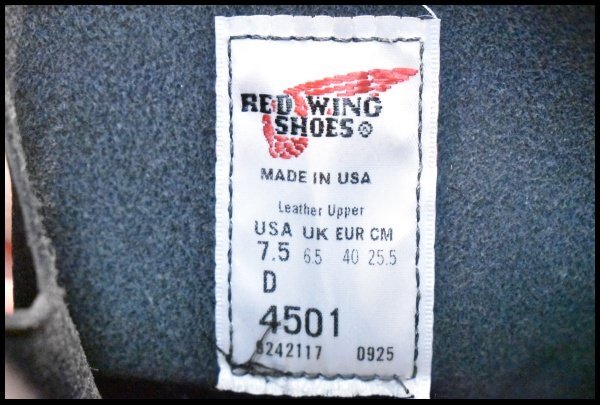 RED WING
SHOES®
MADE IN USA
Leather Upper
USA UK EUR CM
7.5 6.5 40 25.5
D
4501
9242117 0925